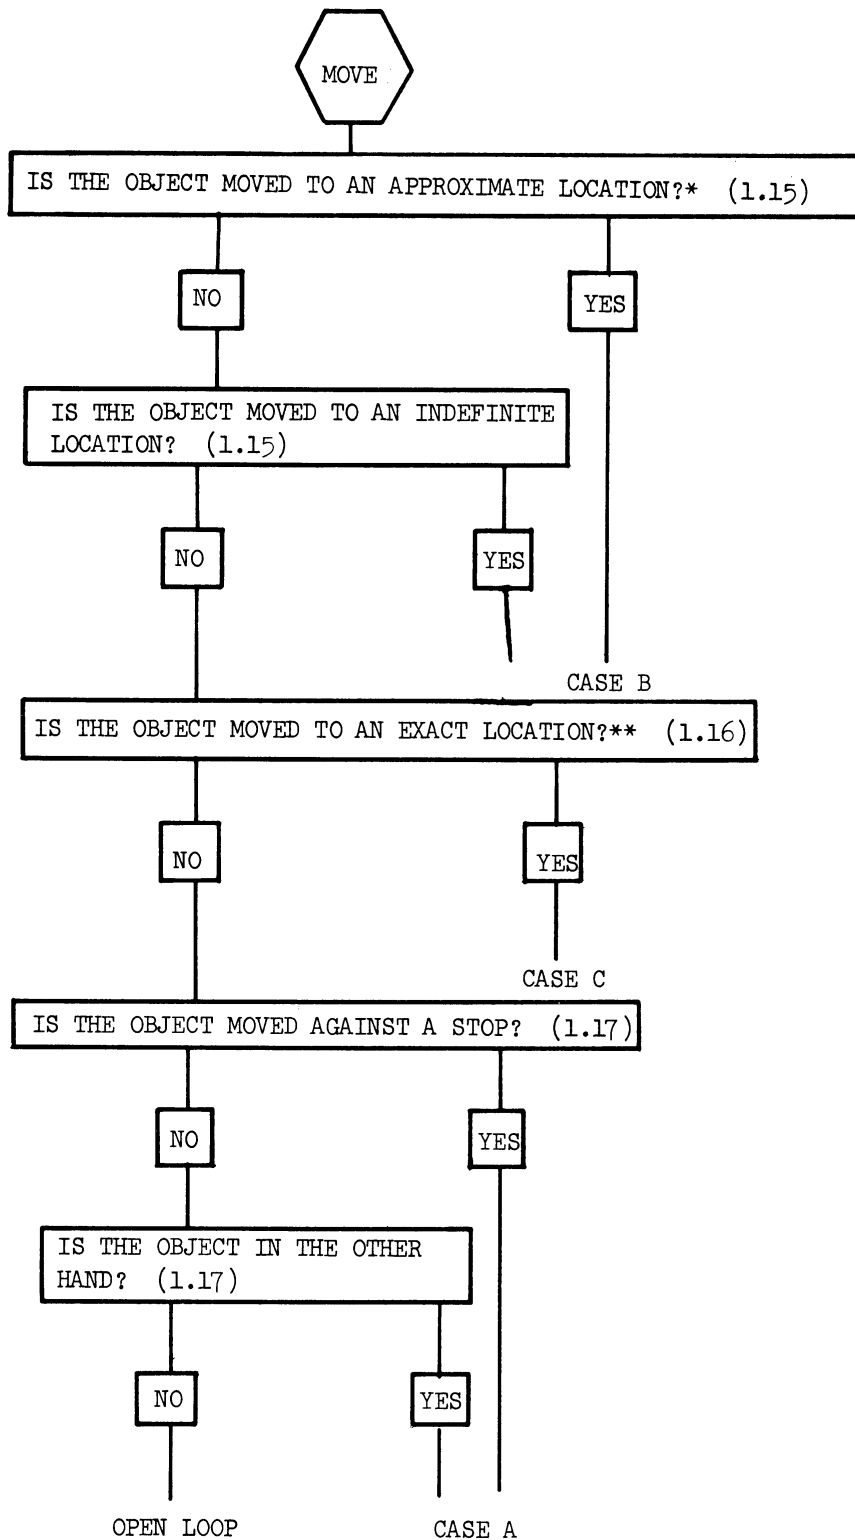 MOVE
IS THE OBJECT MOVED TO AN APPROXIMATE LOCATION?* (1.15)
NO
YES
IS THE OBJECT MOVED TO AN INDEFINITE
LOCATION? (1.15)
NO
YES
CASE B
IS THE OBJECT MOVED TO AN EXACT LOCATION?** (1.16)
NO
YES
CASE C
IS THE OBJECT MOVED AGAINST A STOP? (1.17)
NO
YES
IS THE OBJECT IN THE OTHER
HAND? (1.17)
NO
YES
OPEN LOOP
CASE A